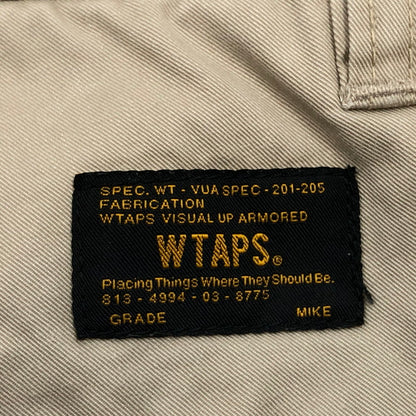 SPEC. WT - VUA SPEC - 201-205
FABRICATION
WTAPS VISUAL UP ARMORED
WTAPS®
Placing Things Where They Should Be.
813 - 4994 - 03 - 8775
GRADE MIKE